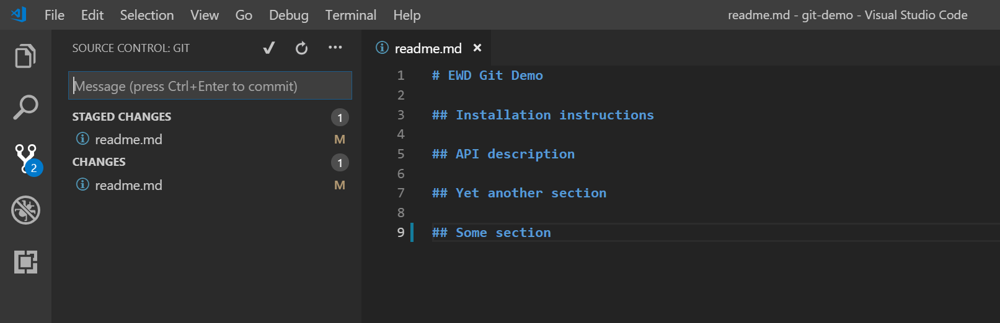 File Edit Selection View Go Debug Terminal Help readme.md - git-demo - Visual Studio Code
SOURCE CONTROL: GIT
Message (press Ctrl+Enter to commit)
STAGED CHANGES 1
readme.md M
CHANGES 1
readme.md M
2
readme.md
1 # EWD Git Demo
2
3 ## Installation instructions
4
5 ## API description
6
7 ## Yet another section
8
9 ## Some section